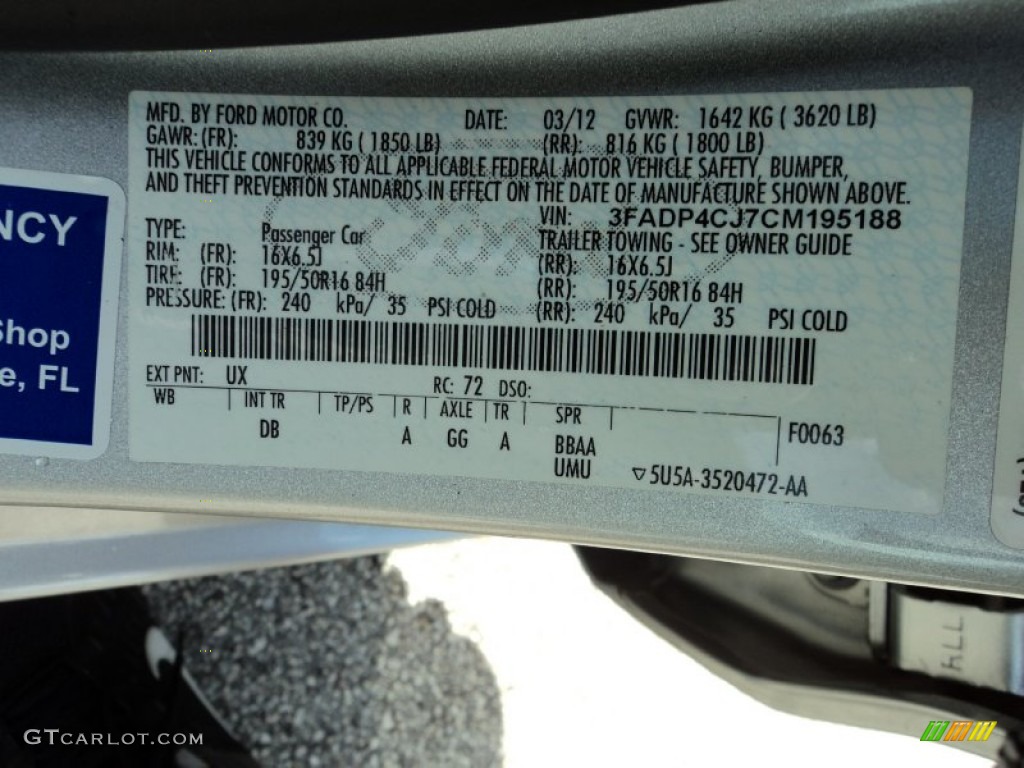 MFD. BY FORD MOTOR CO. DATE: 03/12 GVWR: 1642 KG ( 3620 LB)
GAWR: (FR): 839 KG ( 1850 LB) (RR): 816 KG ( 1800 LB)
THIS VEHICLE CONFORMS TO ALL APPLICABLE FEDERAL MOTOR VEHICLE SAFETY, BUMPER,
AND THEFT PREVENTION STANDARDS IN EFFECT ON THE DATE OF MANUFACTURE SHOWN ABOVE.
VIN: 3FADP4CJ7CM195188
TYPE: Passenger Car TRAILER TOWING - SEE OWNER GUIDE
RIM: (FR): 16X6.5J (RR): 16X6.5J
TIRE: (FR): 195/50R16 84H (RR): 195/50R16 84H
PRESSURE: (FR): 240 kPa/ 35 PSI COLD (RR): 240 kPa/ 35 PSI COLD
EXT PNT: UX RC: 72 DSO:
WB INT TR TP/PS R AXLE TR SPR
DB A GG A BBAA F0063
UMU ▽5U5A-3520472-AA
NCY
Shop
e, FL
ALL
GTCARLOT.COM